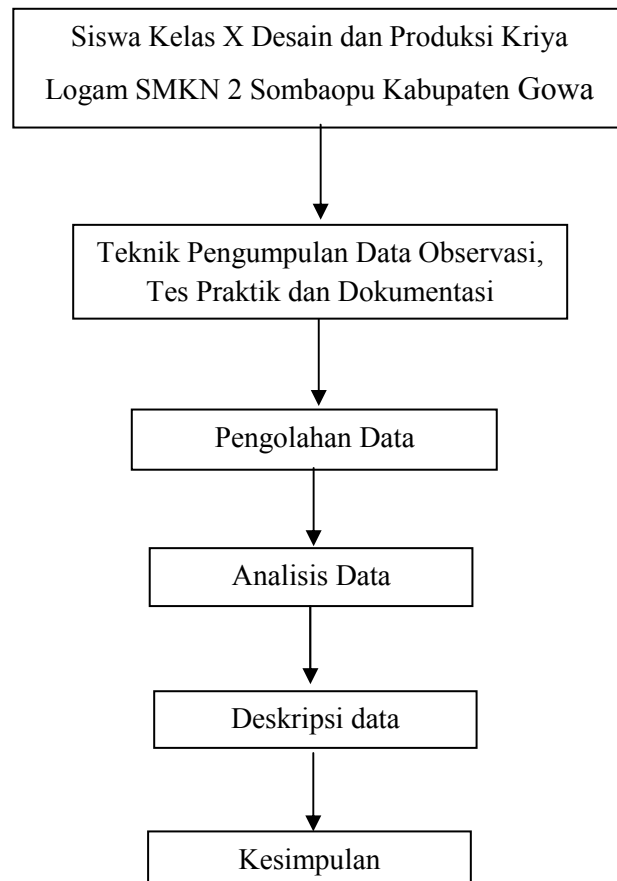 Siswa Kelas X Desain dan Produksi Kriya
Logam SMKN 2 Sombaopu Kabupaten Gowa
Teknik Pengumpulan Data Observasi,
Tes Praktik dan Dokumentasi
Pengolahan Data
Analisis Data
Deskripsi data
Kesimpulan